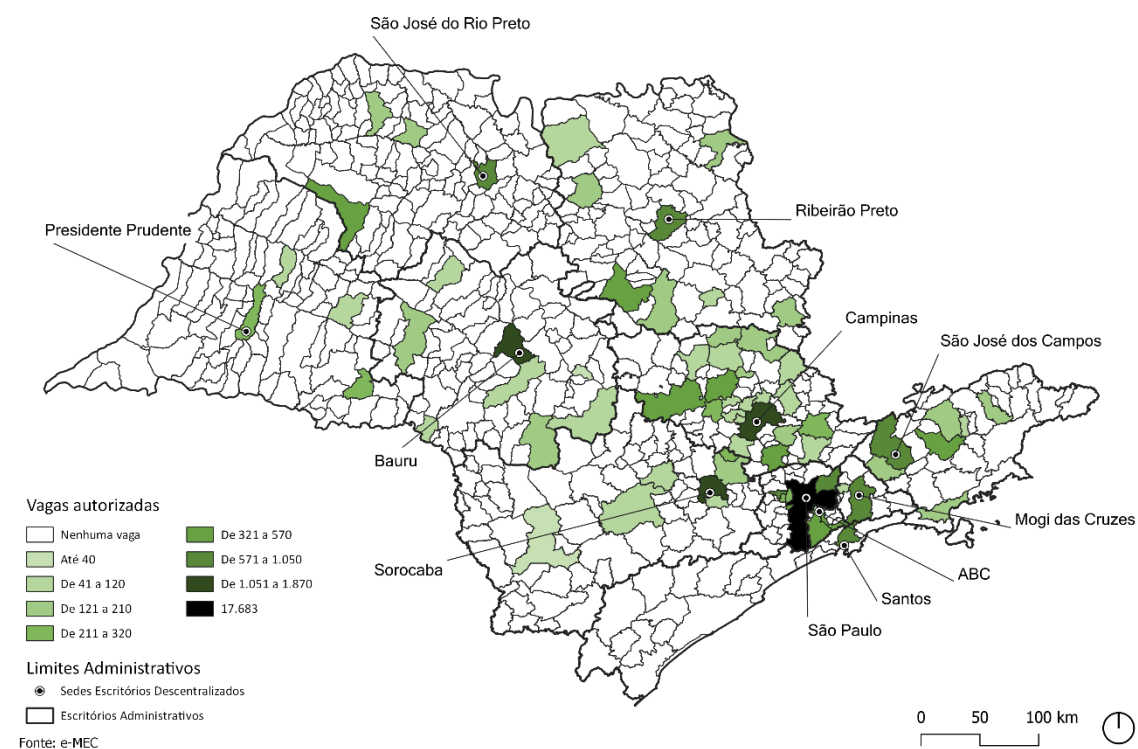 São José do Rio Preto
Ribeirão Preto
Presidente Prudente
Campinas
São José dos Campos
Bauru
Mogi das Cruzes
Sorocaba
ABC
Santos
São Paulo
Vagas autorizadas
Nenhuma vaga
Até 40
De 41 a 120
De 121 a 210
De 211 a 320
De 321 a 570
De 571 a 1.050
De 1.051 a 1.870
17.683
Limites Administrativos
Sedes Escritórios Descentralizados
Escritórios Administrativos
Fonte: e-MEC
0 50 100 km